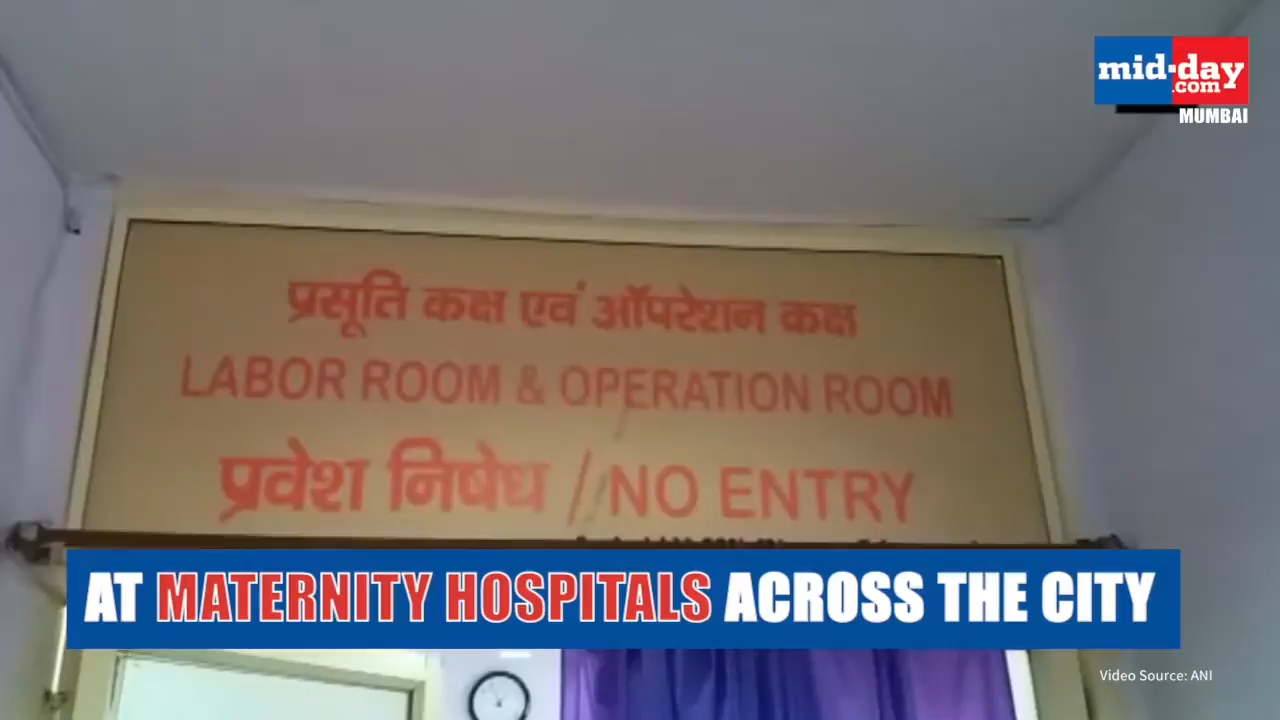 mid-day
.com
MUMBAI
प्रसूति कक्ष एवं ऑपरेशन कक्ष
LABOR ROOM & OPERATION ROOM
प्रवेश निषेध / NO ENTRY
AT MATERNITY HOSPITALS ACROSS THE CITY
Video Source: ANI